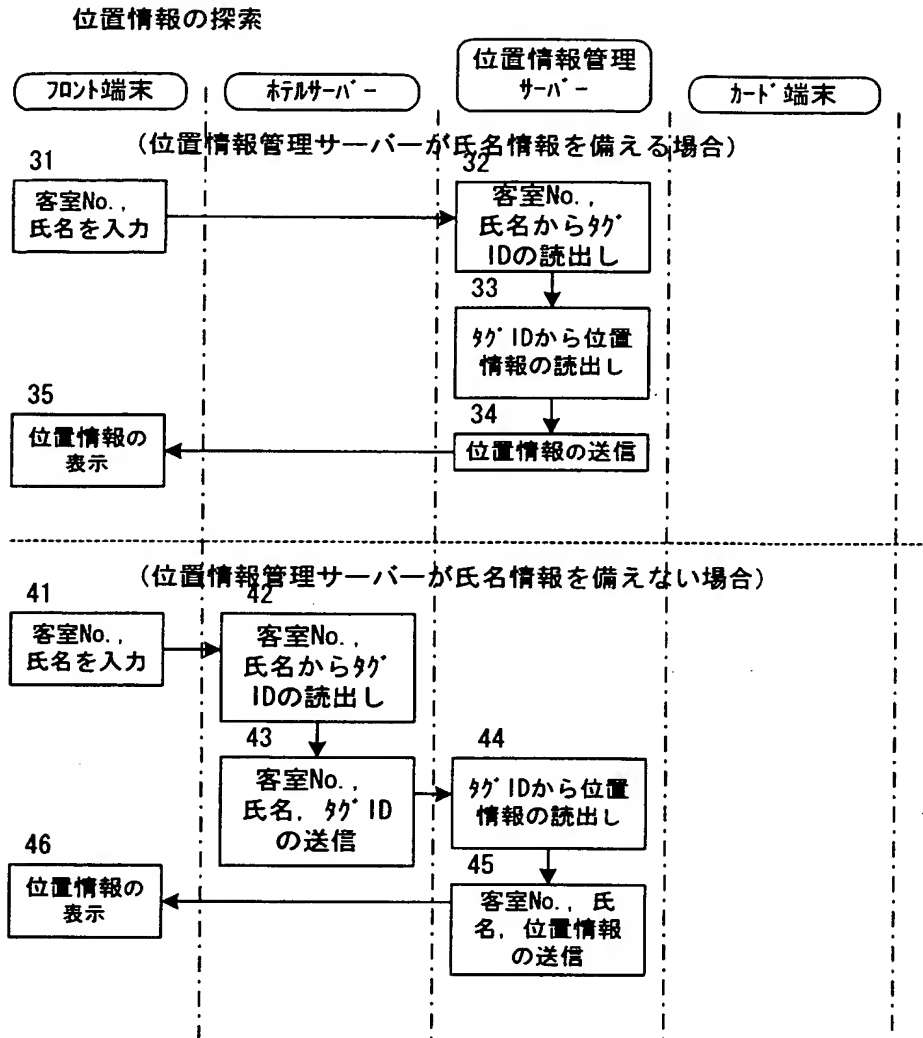 位置情報の探索
フロント端末
ホテルサーバー
位置情報管理
サーバー
カード端末
(位置情報管理サーバーが氏名情報を備える場合)
31
客室No.,
氏名を入力
32
客室No.,
氏名からタグ
IDの読出し
33
タグIDから位置
情報の読出し
34
位置情報の送信
35
位置情報の
表示
(位置情報管理サーバーが氏名情報を備えない場合)
41
客室No.,
氏名を入力
42
客室No.,
氏名からタグ
IDの読出し
43
客室No.,
氏名, タグID
の送信
44
タグIDから位置
情報の読出し
45
客室No., 氏
名, 位置情報
の送信
46
位置情報の
表示